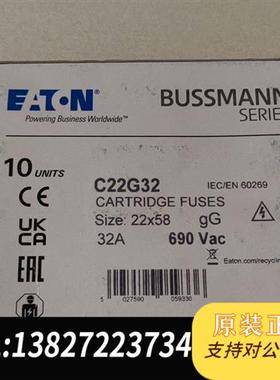 EATON
Powering Business Worldwide™
BUSSMANN
SERIE
10 UNITS
C22G32
IEC/EN 60269
CARTRIDGE FUSES
Size: 22x58 gG
32A 690 Vac
CE
UK
CA
EAC
Eaton.com/recyclin
5 027590 059336
原装正
支持对公
:13827223734